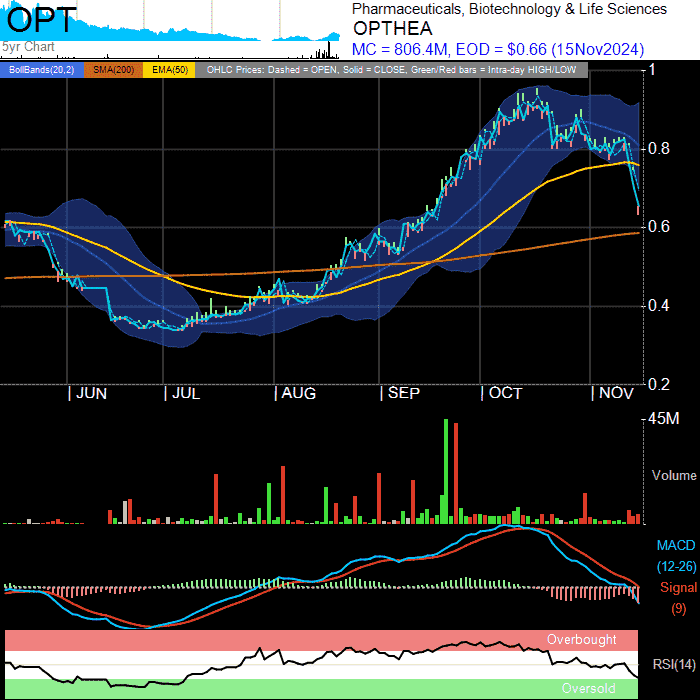 OPT
5yr Chart
Pharmaceuticals, Biotechnology & Life Sciences
OPTHEA
MC = 806.4M, EOD = $0.66 (15Nov2024)
BollBands(20,2) SMA(200) EMA(50) OHLC Prices: Dashed = OPEN, Solid = CLOSE, Green/Red bars = Intra-day HIGH/LOW
1
0.8
0.6
0.4
0.2
| JUN | JUL | AUG | SEP | OCT | NOV
45M
Volume
MACD
(12-26)
Signal
(9)
Overbought
RSI(14)
Oversold